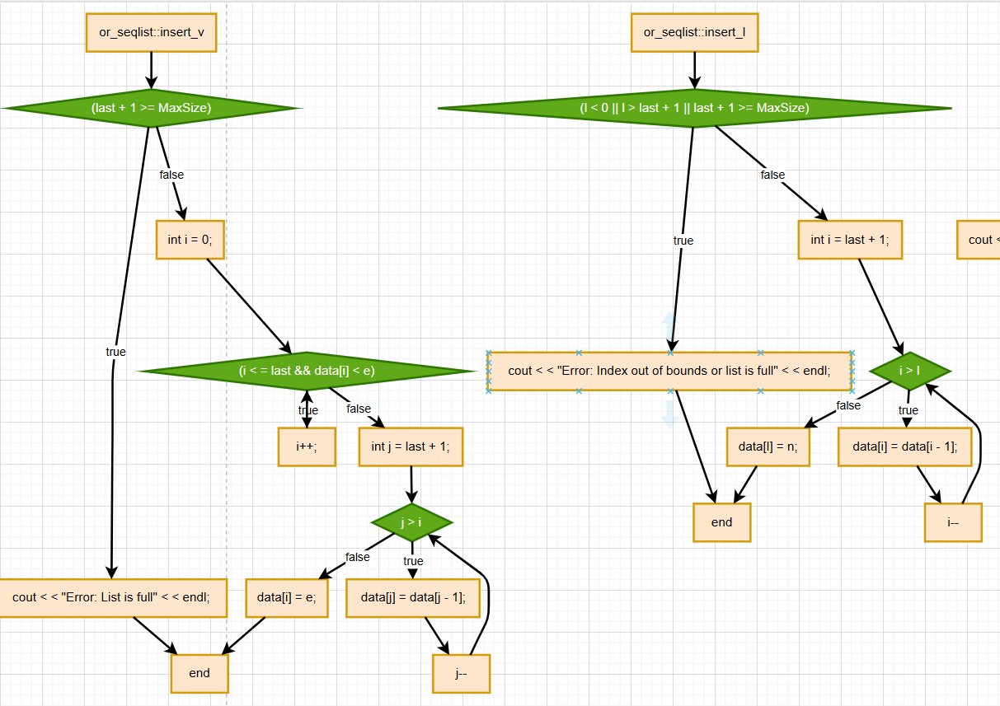 or_seqlist::insert_v
(last + 1 >= MaxSize)
false
int i = 0;
true
(i < = last && data[i] < e)
true
false
i++;
int j = last + 1;
j > i
false
true
cout < < "Error: List is full" < < endl;
data[i] = e;
data[j] = data[j - 1];
end
j--
or_seqlist::insert_l
(l < 0 || l > last + 1 || last + 1 >= MaxSize)
false
true
int i = last + 1;
cout <
cout < < "Error: Index out of bounds or list is full" < < endl;
i > l
false
true
data[l] = n;
data[i] = data[i - 1];
end
i--